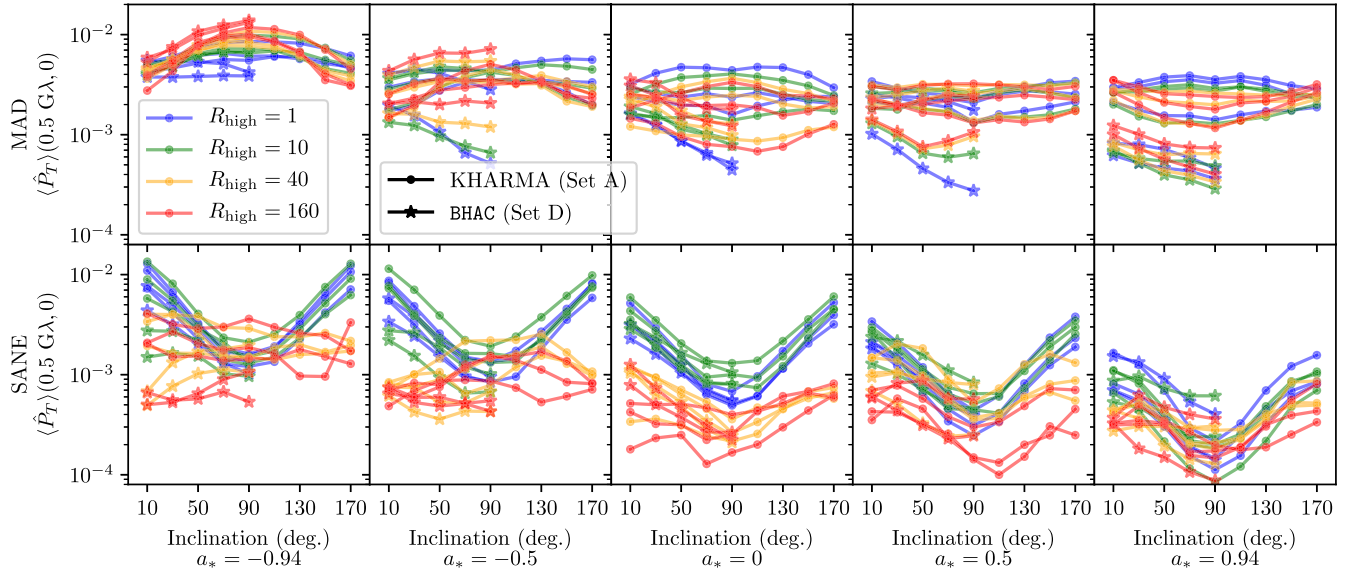 MAD
⟨P̂_T⟩(0.5 Gλ, 0)
10⁻²
10⁻³
10⁻⁴
R_high = 1
R_high = 10
R_high = 40
R_high = 160
KHARMA (Set A)
BHAC (Set D)
SANE
⟨P̂_T⟩(0.5 Gλ, 0)
10⁻²
10⁻³
10⁻⁴
10 50 90 130 170 10 50 90 130 170 10 50 90 130 170 10 50 90 130 170 10 50 90 130 170
Inclination (deg.) Inclination (deg.) Inclination (deg.) Inclination (deg.) Inclination (deg.)
a_* = −0.94 a_* = −0.5 a_* = 0 a_* = 0.5 a_* = 0.94